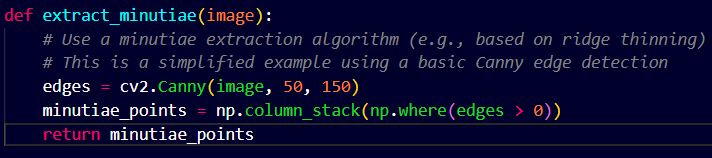 def extract_minutiae(image):
    # Use a minutiae extraction algorithm (e.g., based on ridge thinning)
    # This is a simplified example using a basic Canny edge detection
    edges = cv2.Canny(image, 50, 150)
    minutiae_points = np.column_stack(np.where(edges > 0))
    return minutiae_points